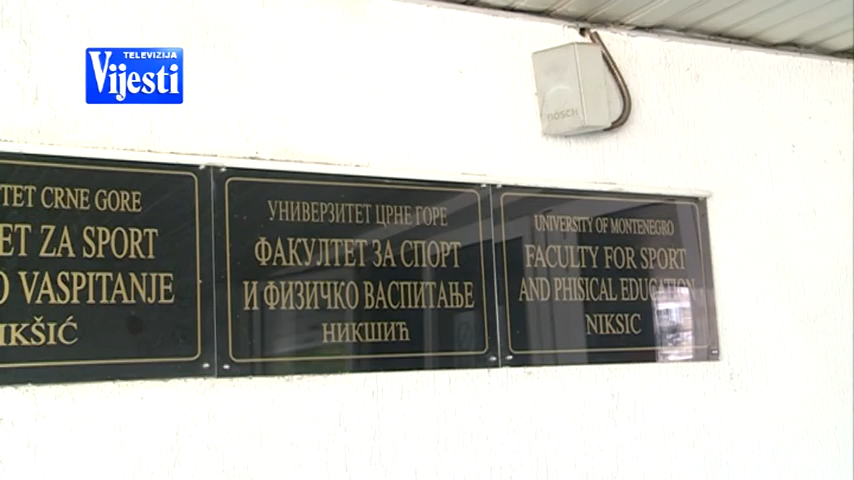 TELEVIZIJA
Vijesti
BOSCH
TET CRNE GORE
ET ZA SPORT
O VASPITANJE
IKŠIĆ
УНИВЕРЗИТЕТ ЦРНЕ ГОРЕ
ФАКУЛТЕТ ЗА СПОРТ
И ФИЗИЧКО ВАСПИТАЊЕ
НИКШИЋ
UNIVERSITY OF MONTENEGRO
FACULTY FOR SPORT
AND PHISICAL EDUCATION
NIKSIC